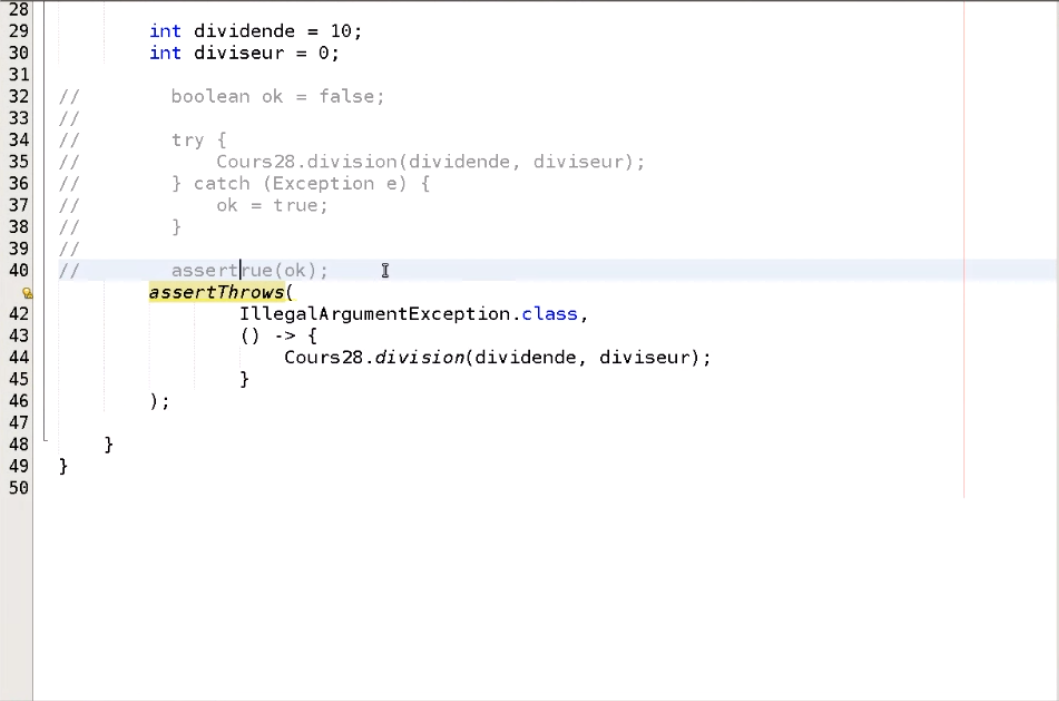 28
29 int dividende = 10;
30 int diviseur = 0;
31
32 // boolean ok = false;
33 //
34 // try {
35 // Cours28.division(dividende, diviseur);
36 // } catch (Exception e) {
37 // ok = true;
38 // }
39 //
40 // assertrue(ok);
assertThrows(
42 IllegalArgumentException.class,
43 () -> {
44 Cours28.division(dividende, diviseur);
45 }
46 );
47
48 }
49 }
50